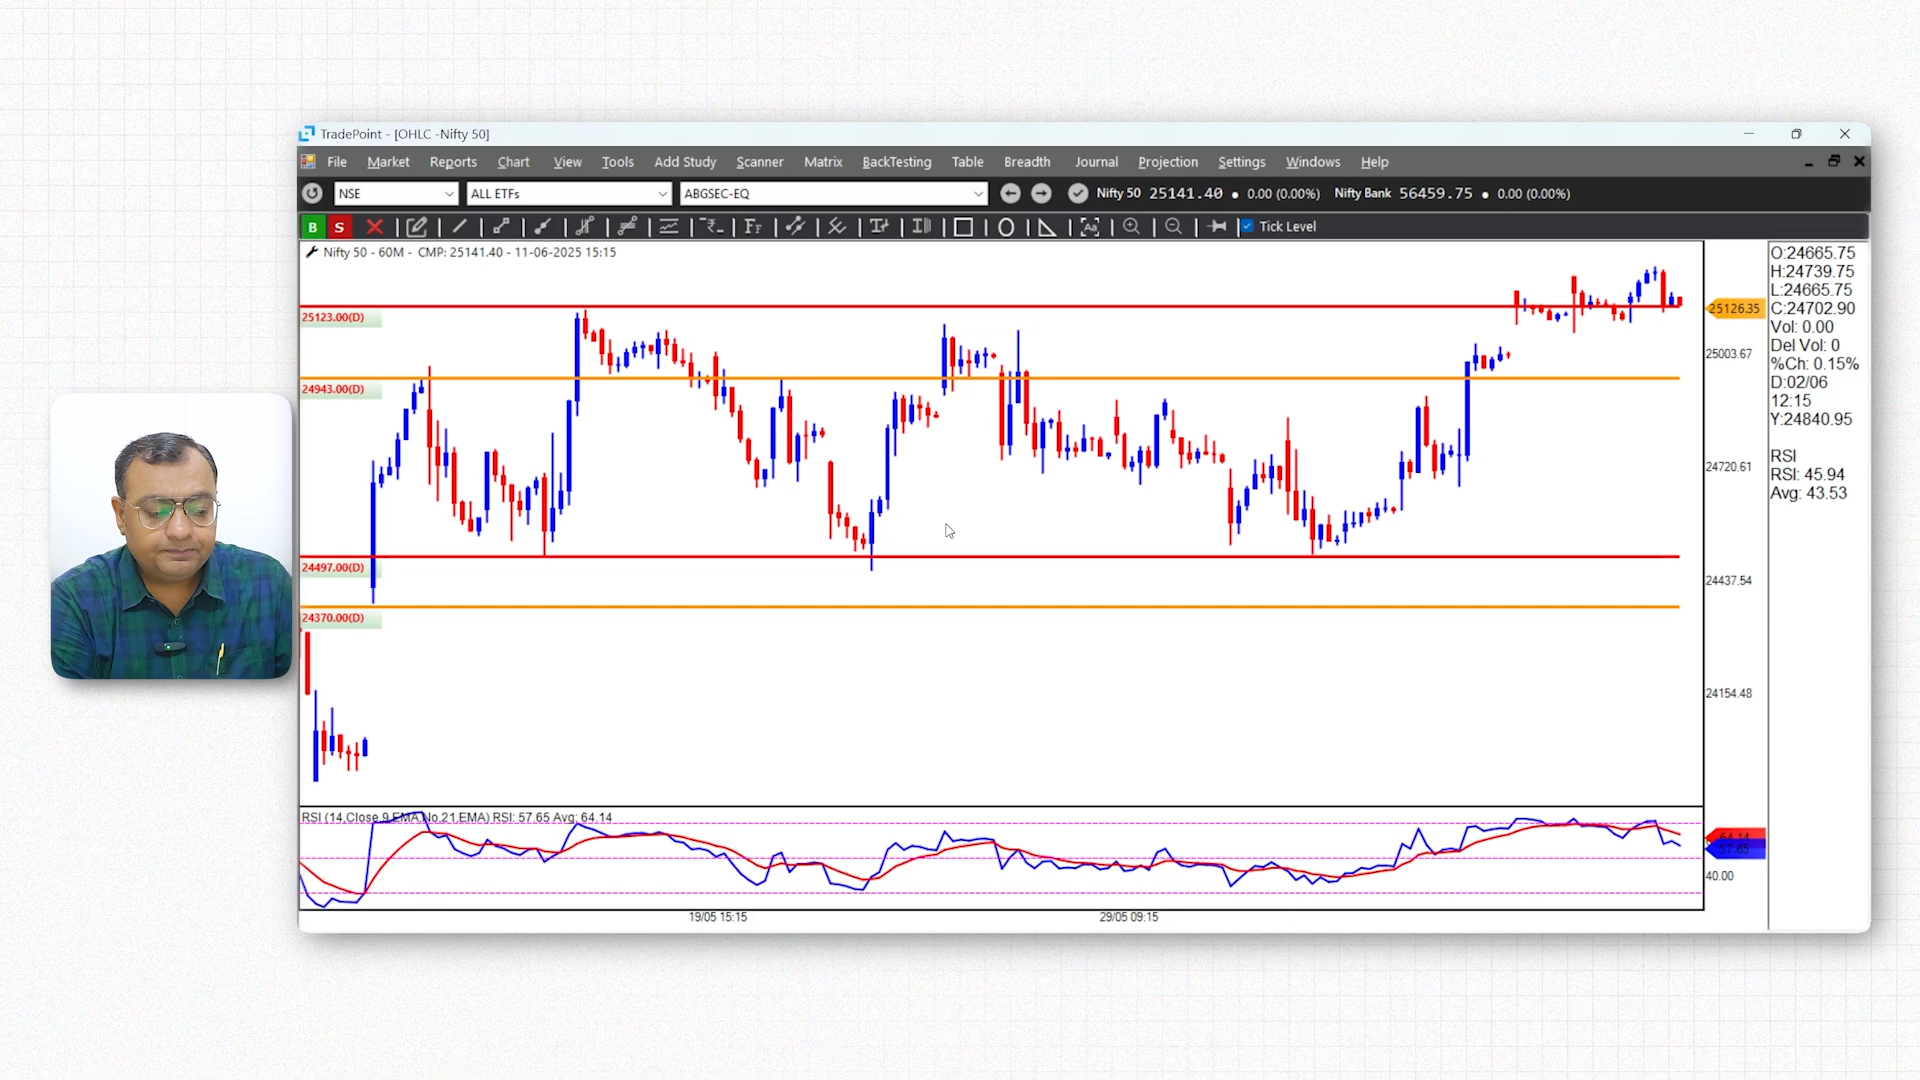 TradePoint - [OHLC -Nifty 50]
File Market Reports Chart View Tools Add Study Scanner Matrix BackTesting Table Breadth Journal Projection Settings Windows Help
NSE ALL ETFs ABGSEC-EQ Nifty 50 25141.40 • 0.00 (0.00%) Nifty Bank 56459.75 • 0.00 (0.00%)
B S Tick Level
Nifty 50 - 60M - CMP: 25141.40 - 11-06-2025 15:15
25123.00(D)
24943.00(D)
24497.00(D)
24370.00(D)
25126.35
25003.67
24720.61
24437.54
24154.48
O:24665.75
H:24739.75
L:24665.75
C:24702.90
Vol: 0.00
Del Vol: 0
%Ch: 0.15%
D:02/06
12:15
Y:24840.95
RSI
RSI: 45.94
Avg: 43.53
RSI (14,Close,9,EMA,No,21,EMA) RSI: 57.65 Avg: 64.14
64.14
57.65
40.00
19/05 15:15 29/05 09:15